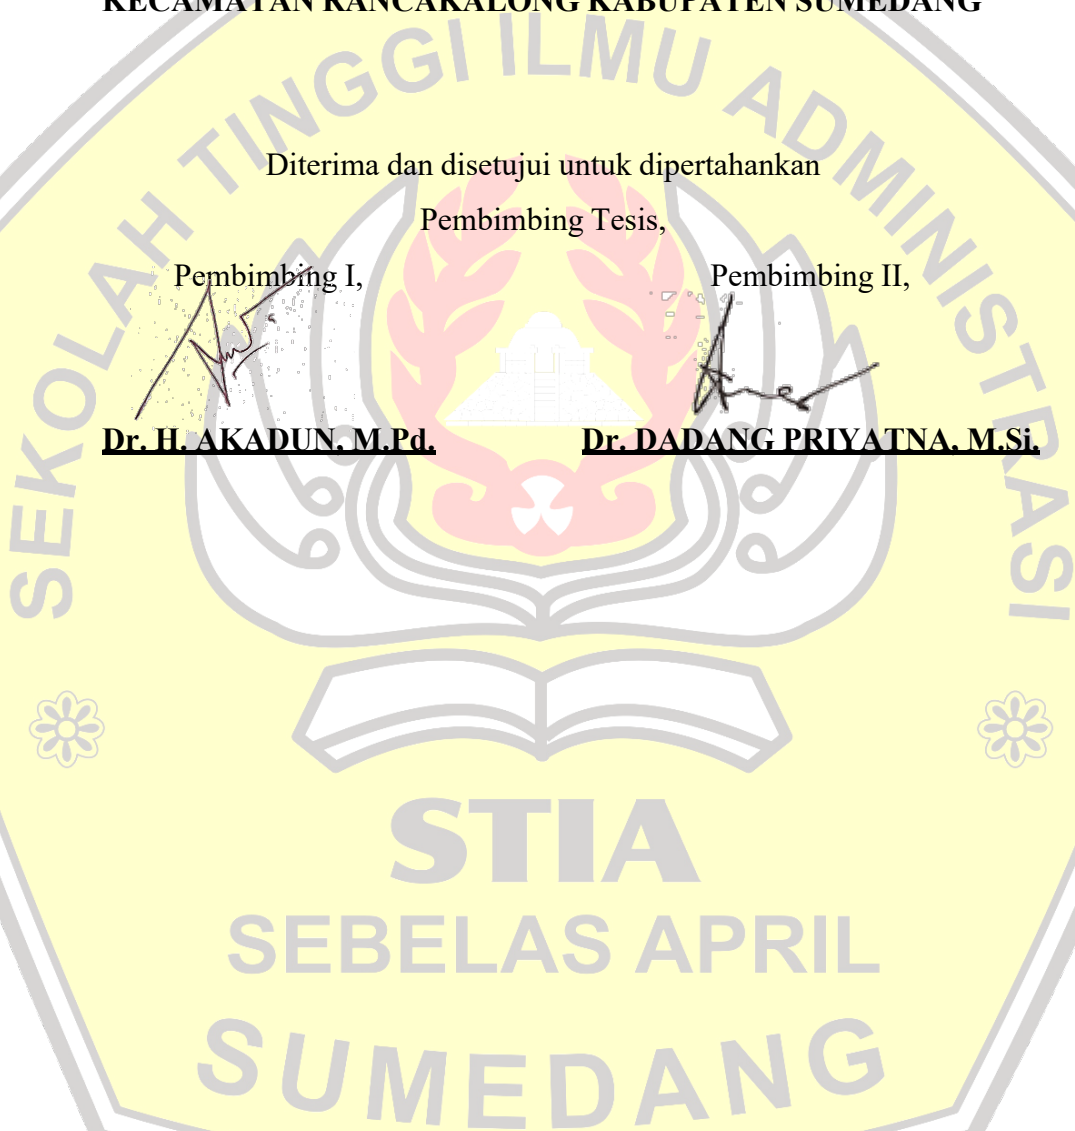 KECAMATAN RANCAKALONG KABUPATEN SUMEDANG
SEKOLAH TINGGI ILMU ADMINISTRASI
Diterima dan disetujui untuk dipertahankan
Pembimbing Tesis,
Pembimbing I, Pembimbing II,
Dr. H. AKADUN, M.Pd. Dr. DADANG PRIYATNA, M.Si.
STIA
SEBELAS APRIL
SUMEDANG